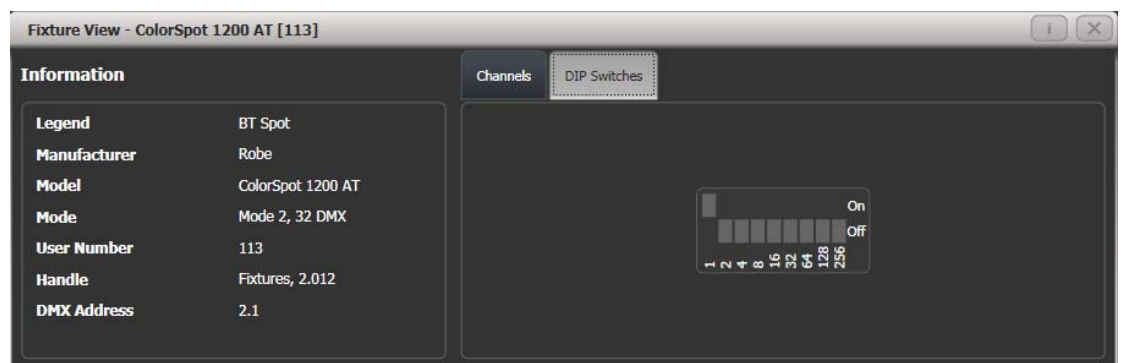 Fixture View - ColorSpot 1200 AT [113]
i X
Information
Channels DIP Switches
Legend BT Spot
Manufacturer Robe
Model ColorSpot 1200 AT
Mode Mode 2, 32 DMX
User Number 113
Handle Fixtures, 2.012
DMX Address 2.1
On
Off
1 2 4 8 16 32 64 128 256